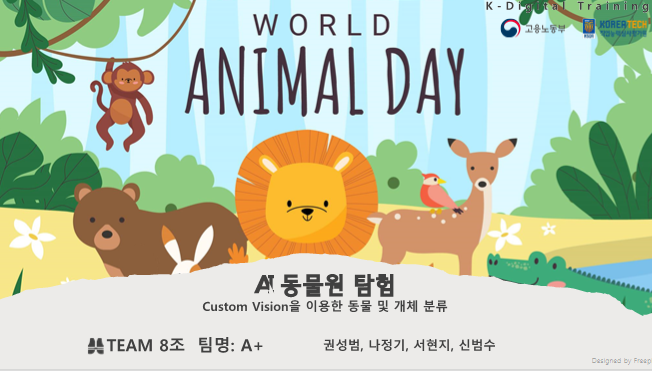 K-Digital Training
고용노동부
KOREATECH
WORLD
ANIMAL DAY
AI 동물원 탐험
Custom Vision을 이용한 동물 및 개체 분류
TEAM 8조 팀명: A+
권성범, 나정기, 서현지, 신범수
Designed by Freep